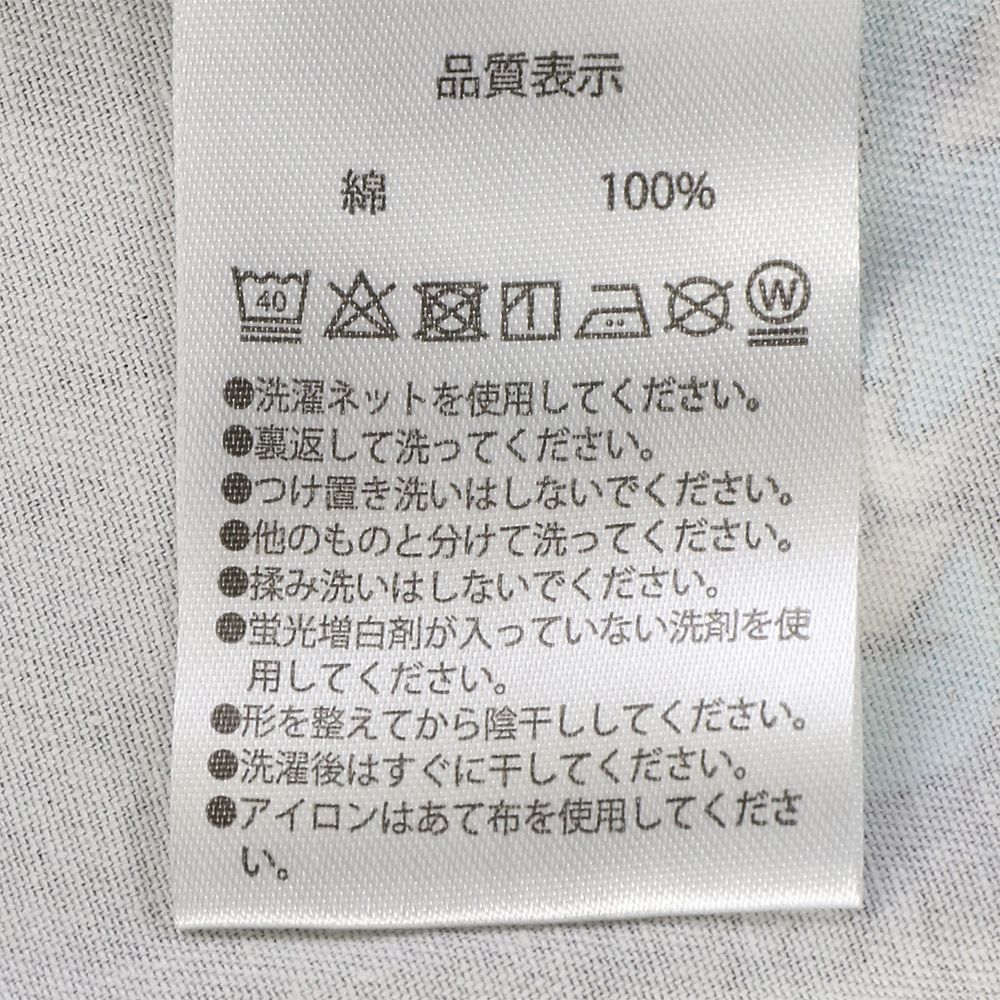 品質表示
綿 100%
40 W
●洗濯ネットを使用してください。
●裏返して洗ってください。
●つけ置き洗いはしないでください。
●他のものと分けて洗ってください。
●揉み洗いはしないでください。
●蛍光増白剤が入っていない洗剤を使
用してください。
●形を整えてから陰干ししてください。
●洗濯後はすぐに干してください。
●アイロンはあて布を使用してくださ
い。